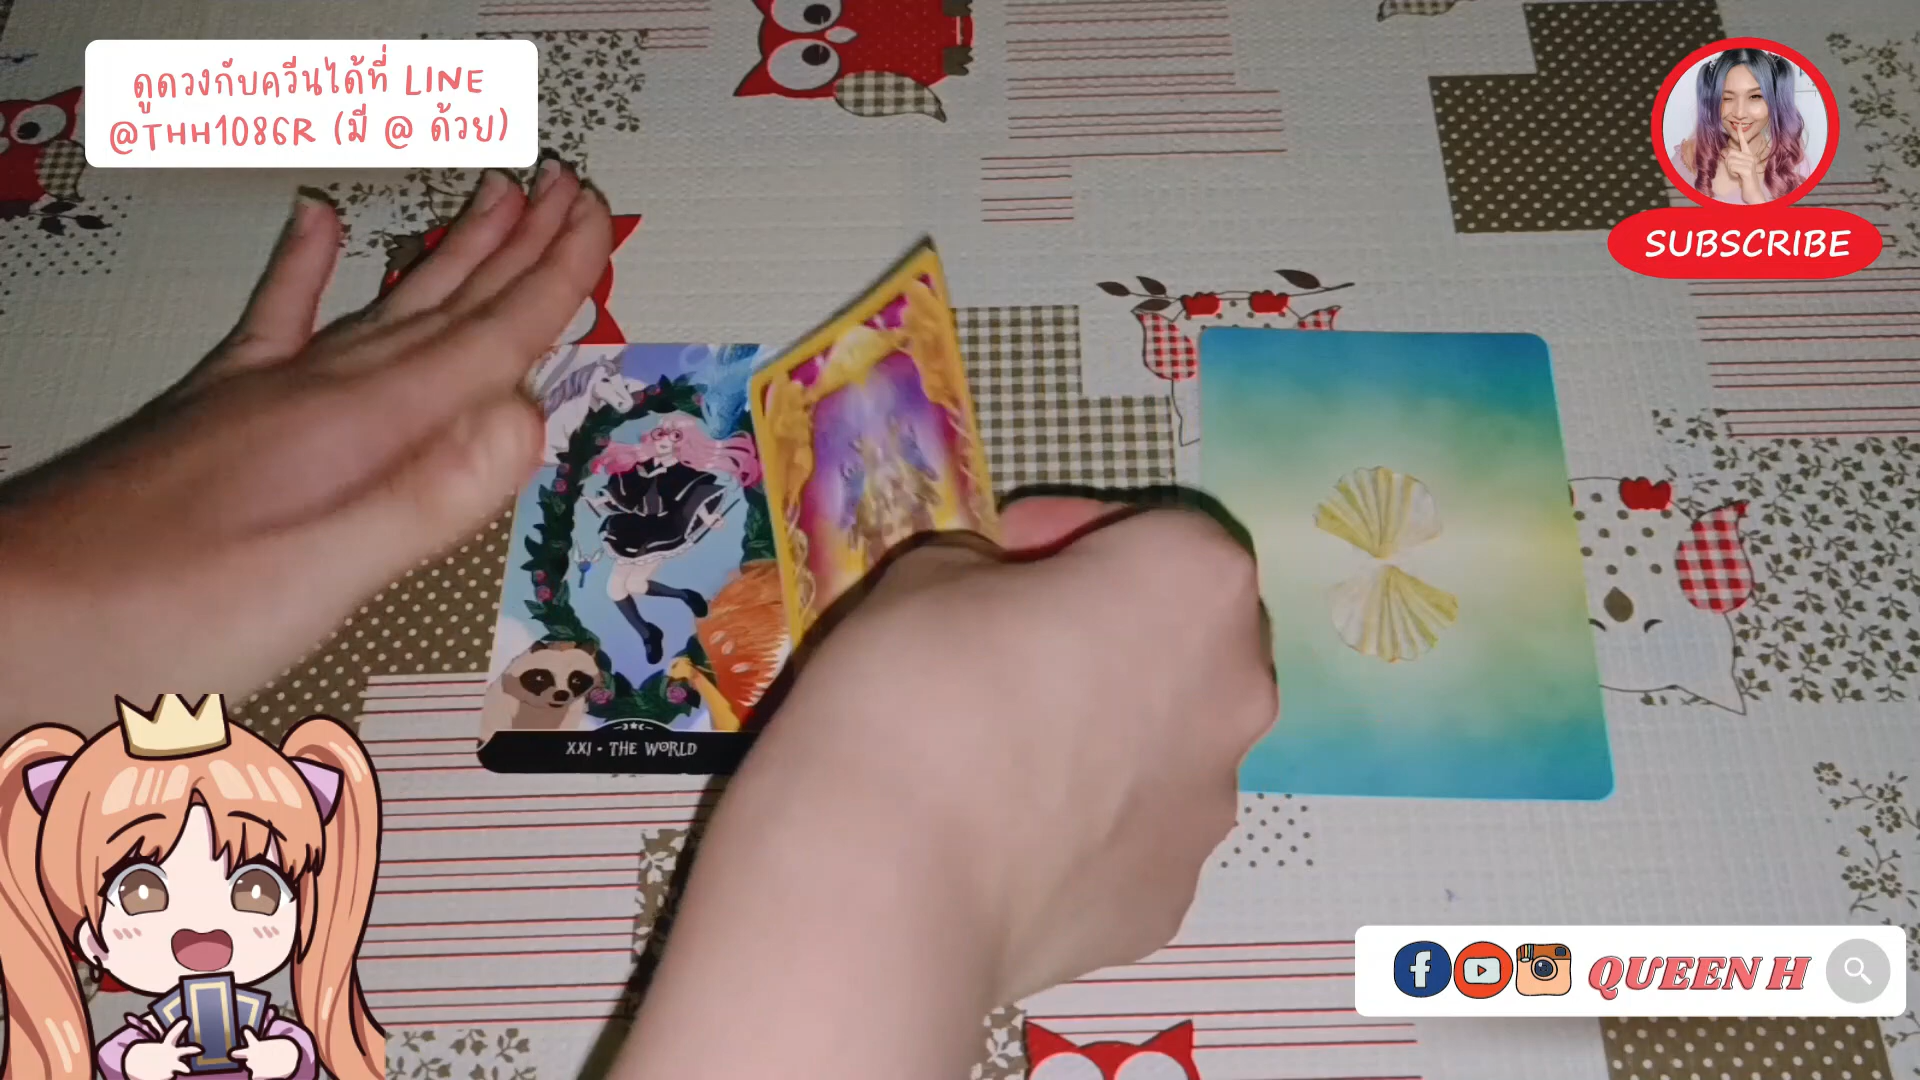 ดูดวงกับควีนได้ที่ LINE
@THH1086R (มี @ ด้วย)
SUBSCRIBE
XXI • THE WORLD
QUEEN H